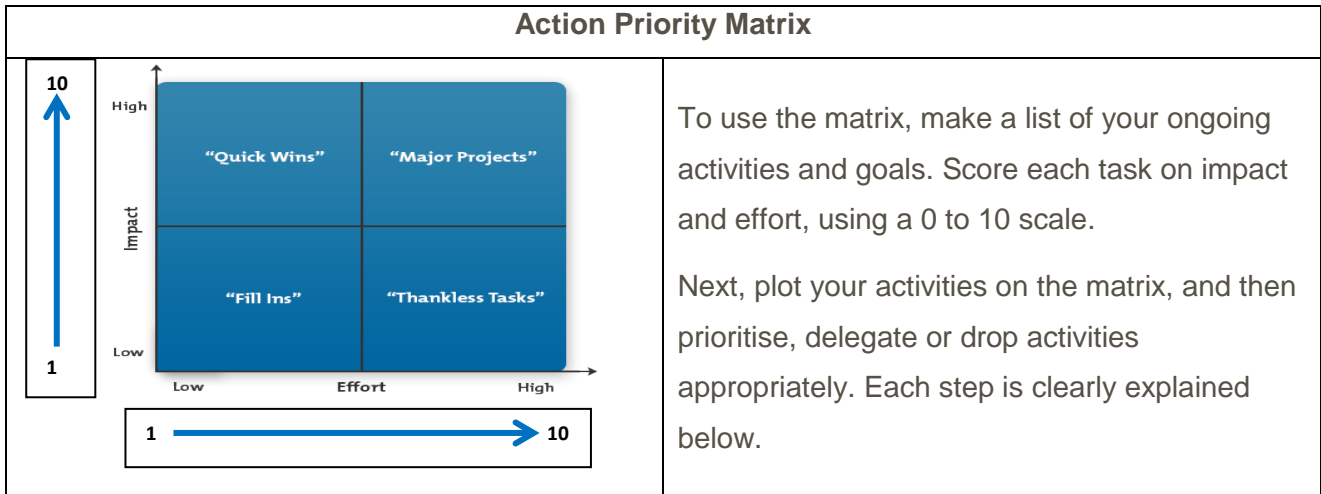 Action Priority Matrix
10
High
"Quick Wins"
"Major Projects"
Impact
"Fill Ins"
"Thankless Tasks"
Low
1
Low
Effort
High
1
10
To use the matrix, make a list of your ongoing
activities and goals. Score each task on impact
and effort, using a 0 to 10 scale.
Next, plot your activities on the matrix, and then
prioritise, delegate or drop activities
appropriately. Each step is clearly explained
below.